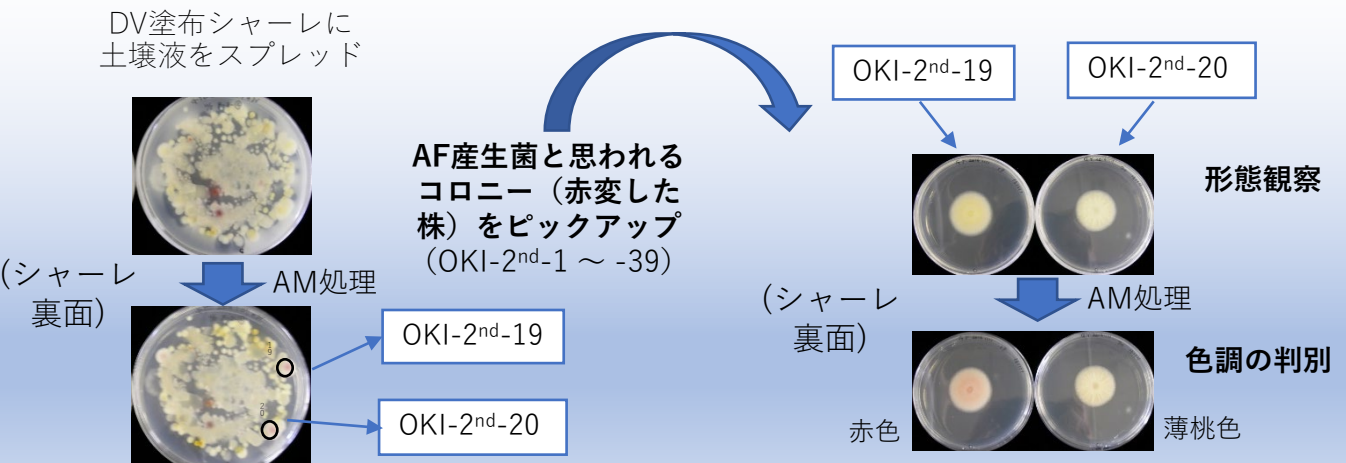 DV塗布シャーレに
土壌液をスプレッド
(シャーレ
裏面)
AM処理
19
20
OKI-2nd-19
OKI-2nd-20
AF産生菌と思われる
コロニー（赤変した
株）をピックアップ
（OKI-2nd-1 ～ -39）
OKI-2nd-19
OKI-2nd-20
形態観察
(シャーレ
裏面)
AM処理
色調の判別
赤色
薄桃色